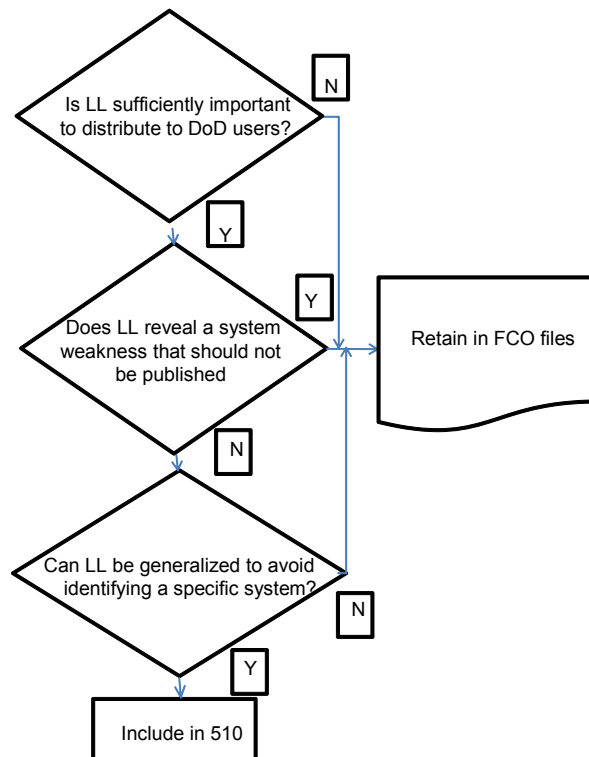 Is LL sufficiently important
to distribute to DoD users?
N
Y
Does LL reveal a system
weakness that should not
be published
Y
Retain in FCO files
N
Can LL be generalized to avoid
identifying a specific system?
N
Y
Include in 510